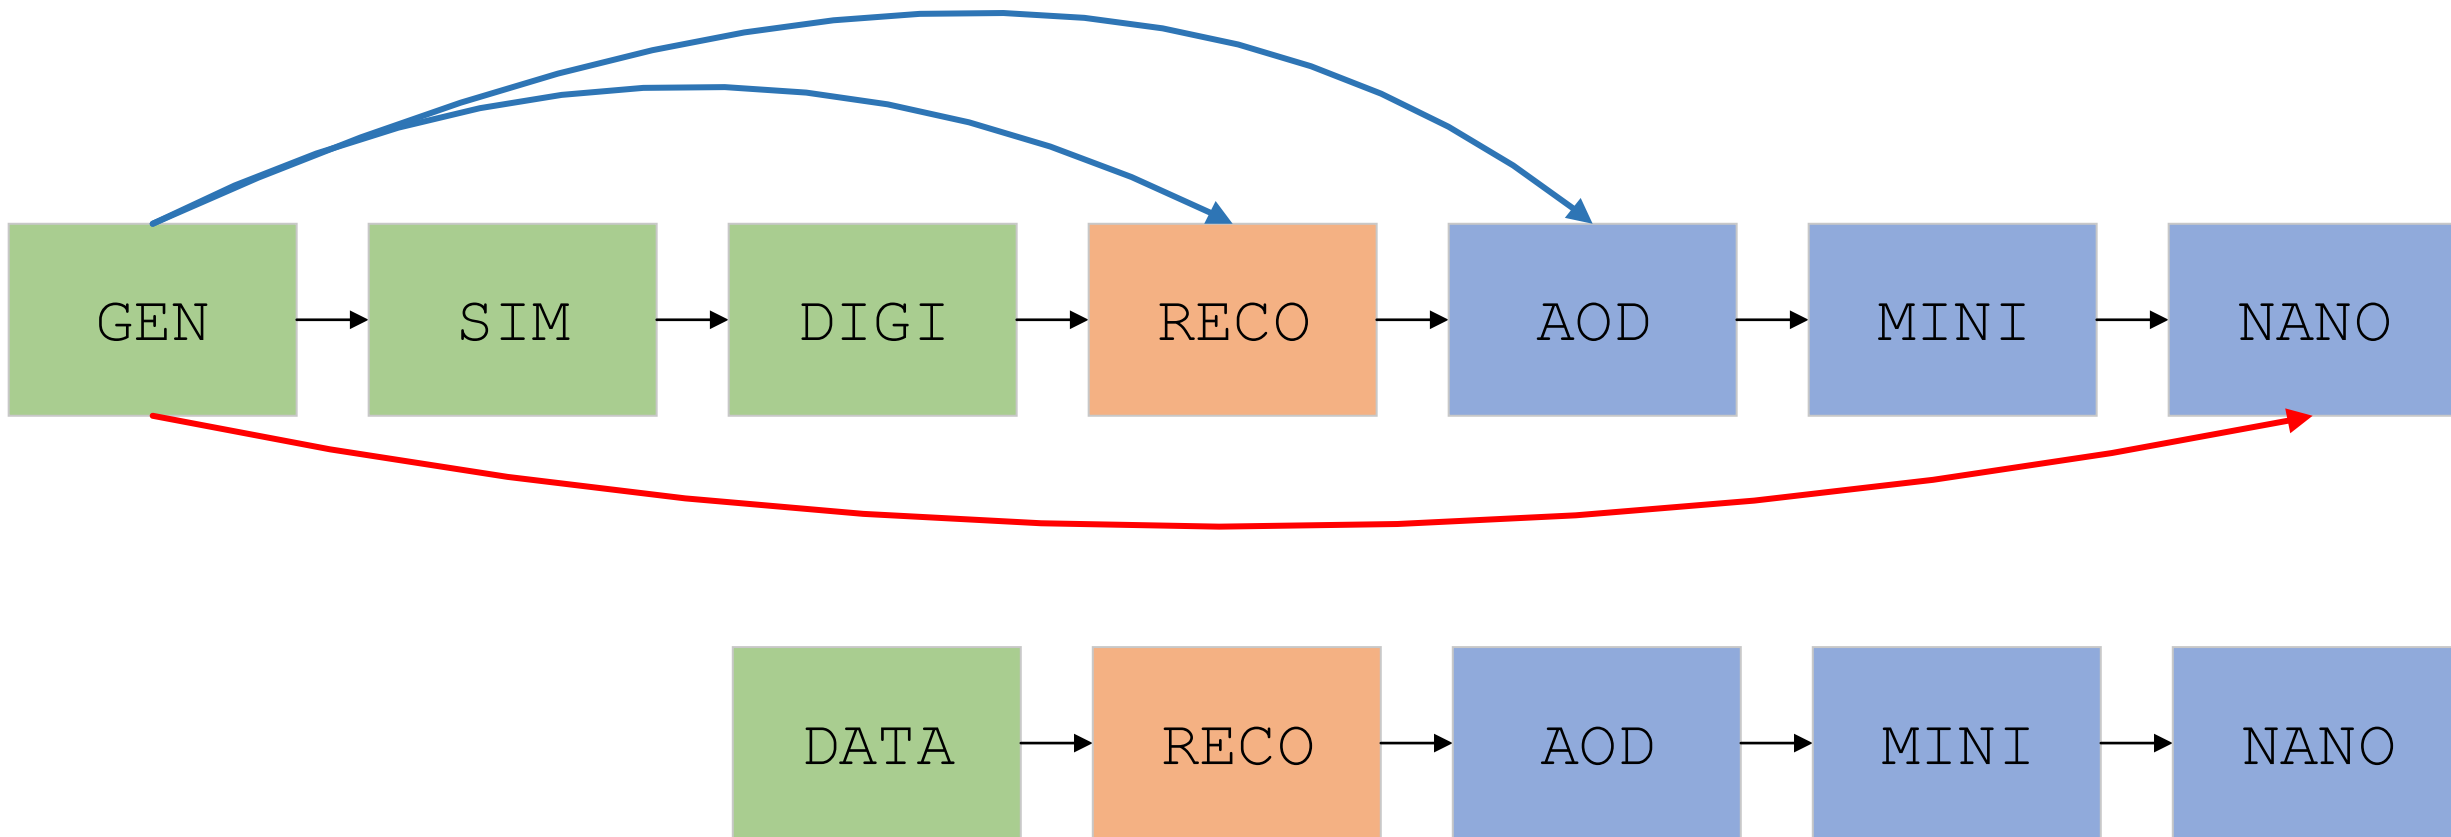 GEN SIM DIGI RECO AOD MINI NANO
DATA RECO AOD MINI NANO